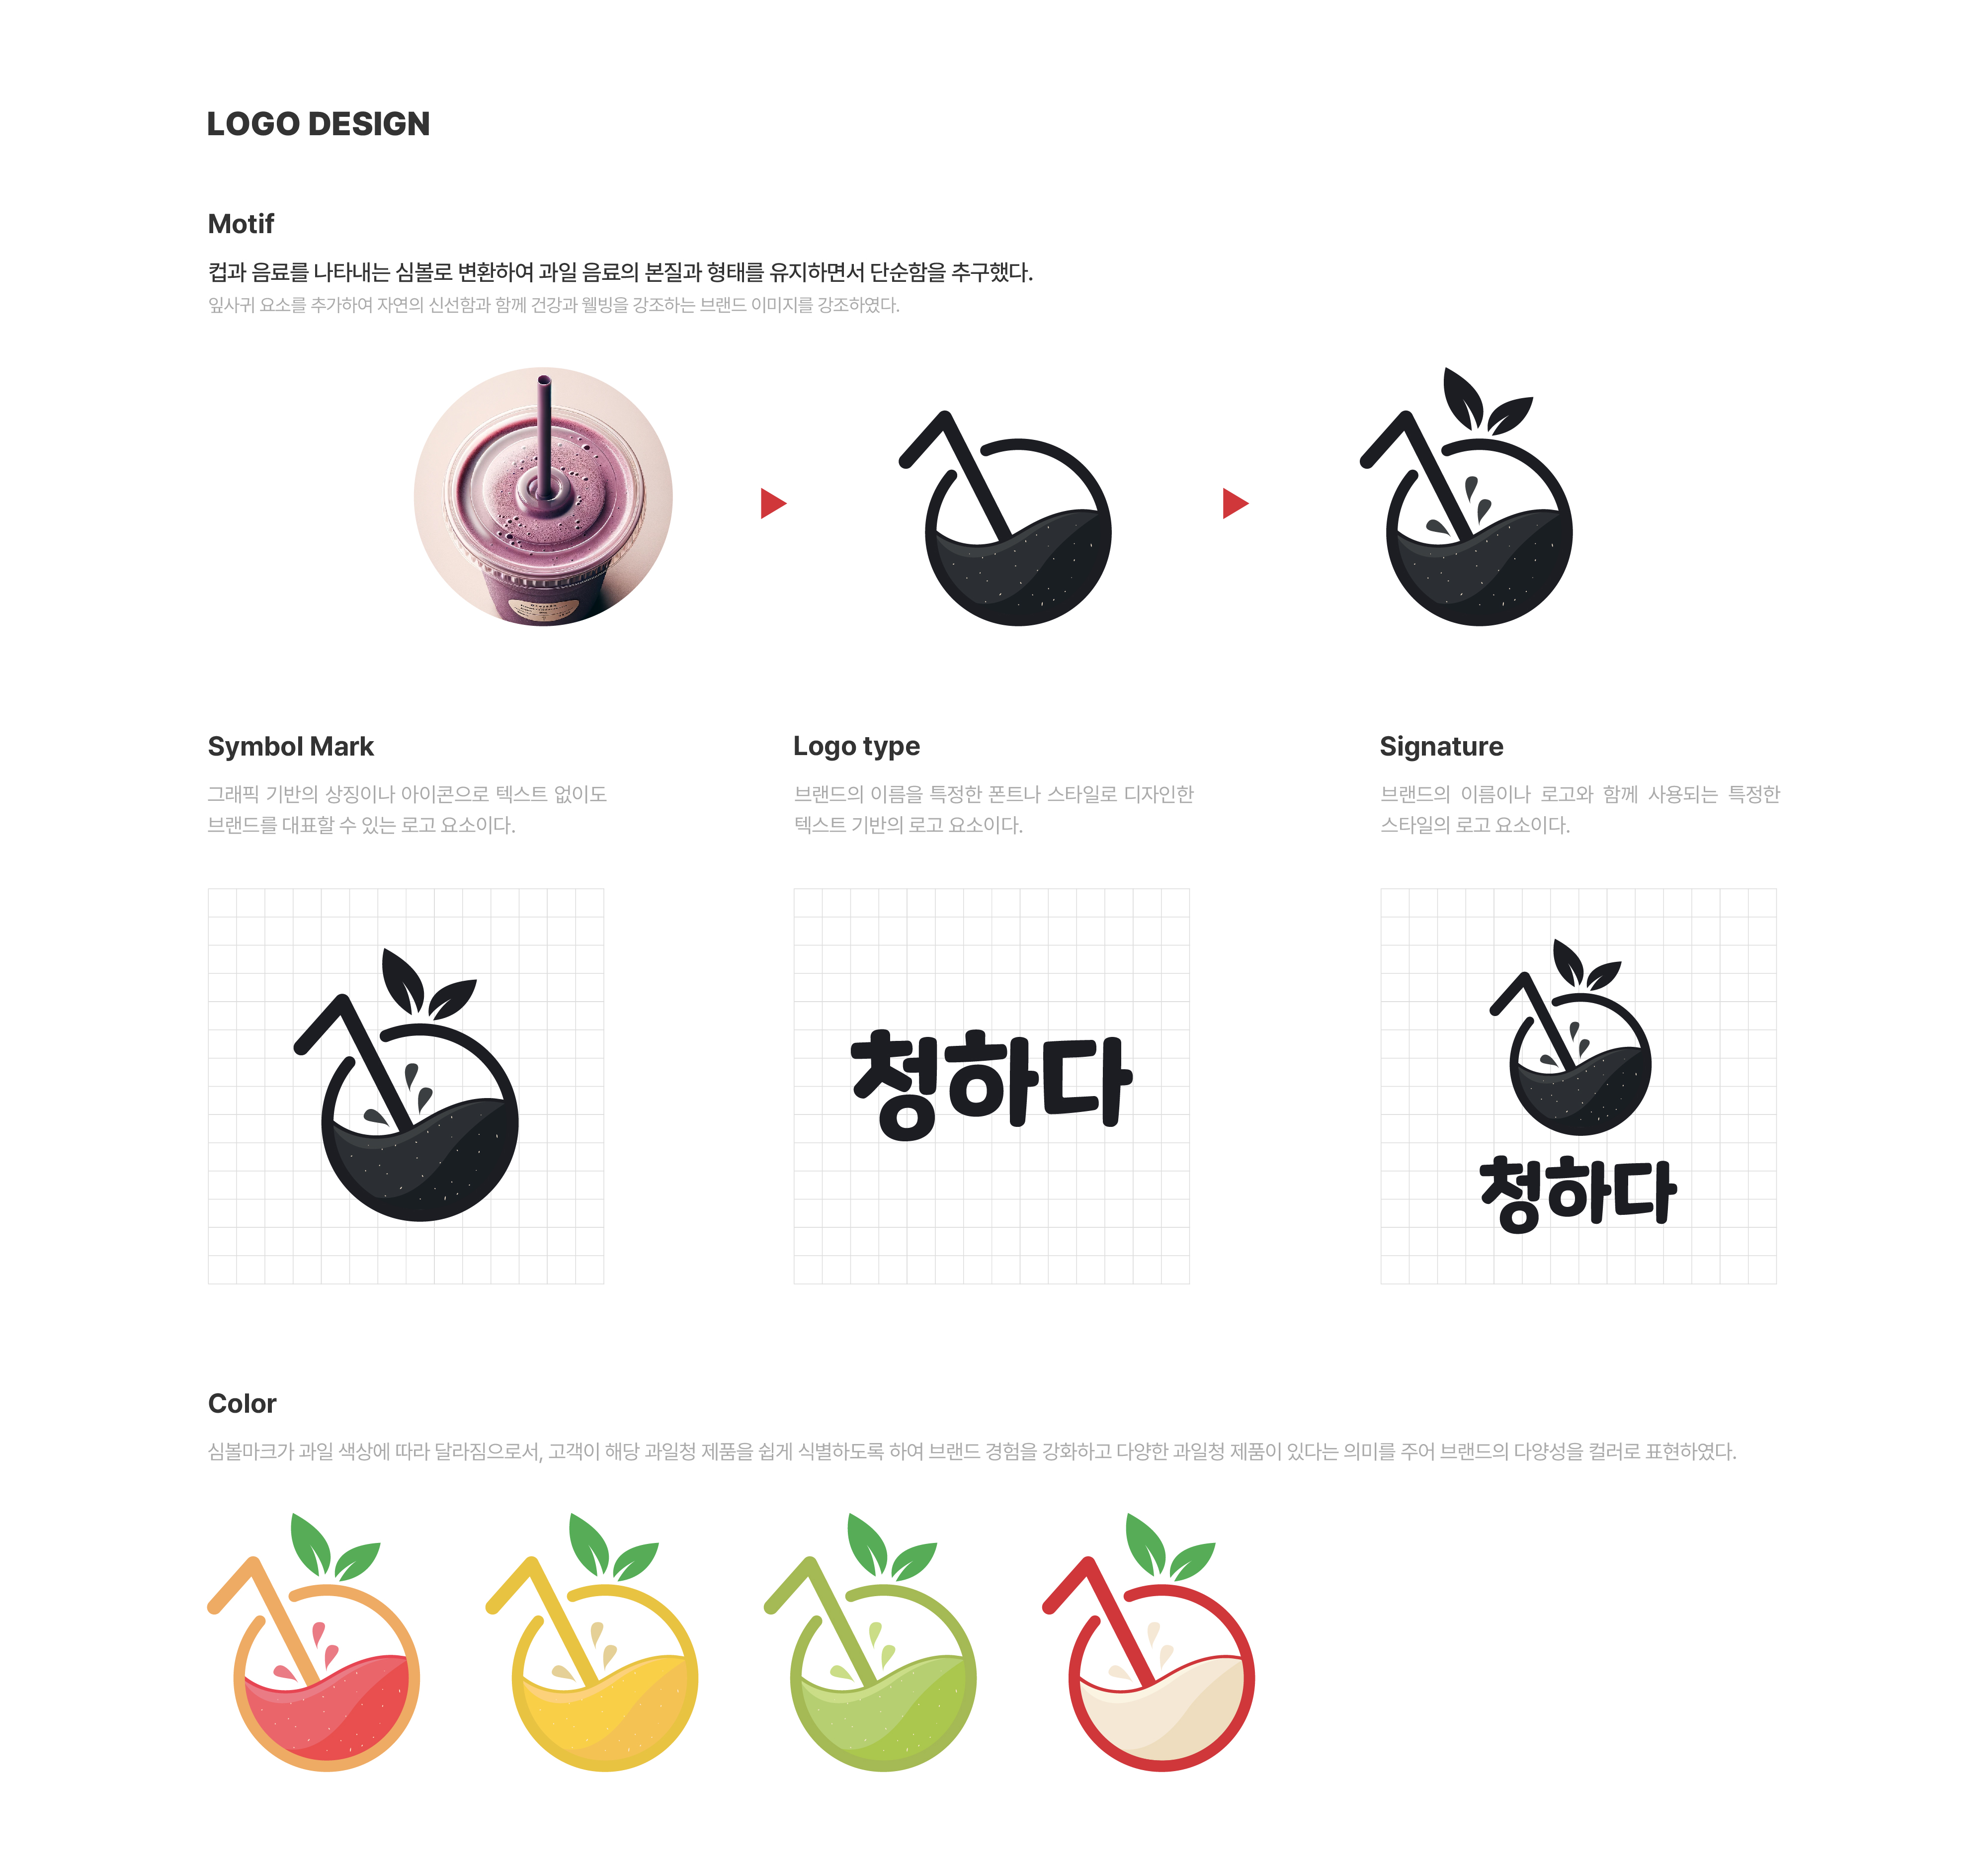 LOGO DESIGN
Motif
컵과 음료를 나타내는 심볼로 변환하여 과일 음료의 본질과 형태를 유지하면서 단순함을 추구했다.
잎사귀 요소를 추가하여 자연의 신선함과 함께 건강과 웰빙을 강조하는 브랜드 이미지를 강조하였다.
Symbol Mark
그래픽 기반의 상징이나 아이콘으로 텍스트 없이도
브랜드를 대표할 수 있는 로고 요소이다.
Logo type
브랜드의 이름을 특정한 폰트나 스타일로 디자인한
텍스트 기반의 로고 요소이다.
Signature
브랜드의 이름이나 로고와 함께 사용되는 특정한
스타일의 로고 요소이다.
청하다
청하다
Color
심볼마크가 과일 색상에 따라 달라짐으로서, 고객이 해당 과일청 제품을 쉽게 식별하도록 하여 브랜드 경험을 강화하고 다양한 과일청 제품이 있다는 의미를 주어 브랜드의 다양성을 컬러로 표현하였다.